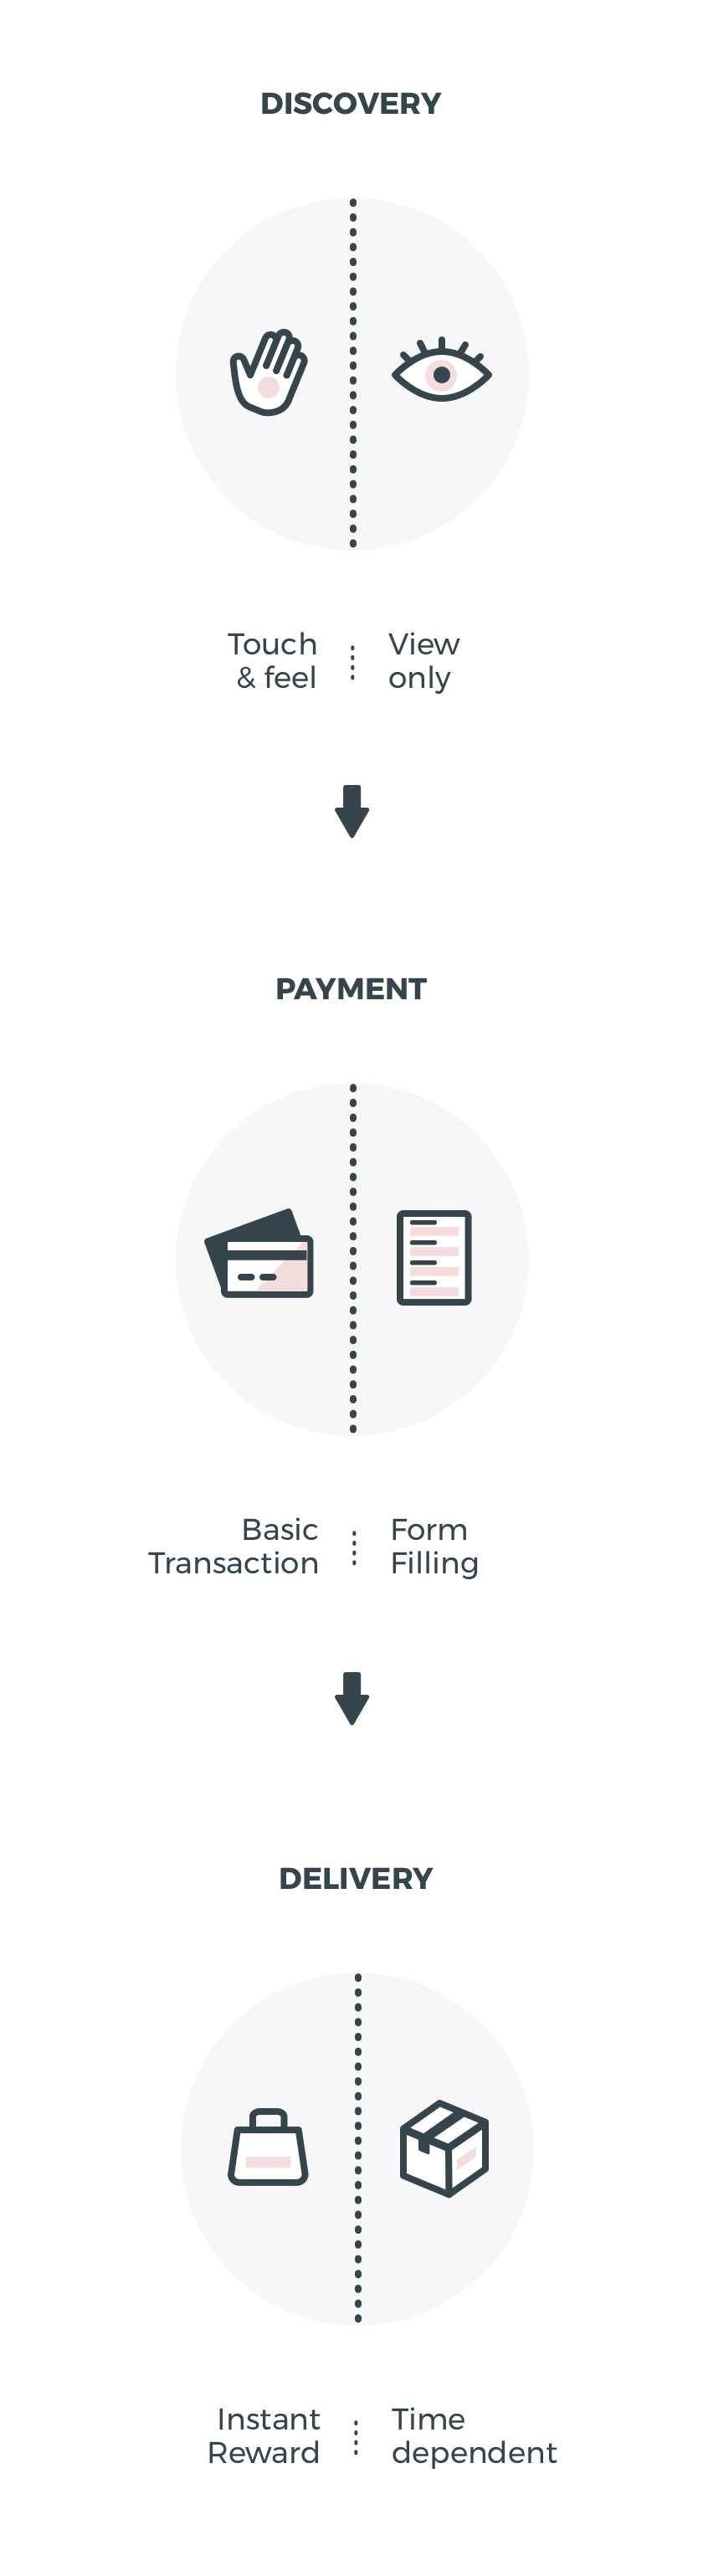 DISCOVERY
Touch
& feel
View
only
PAYMENT
Basic
Transaction
Form
Filling
DELIVERY
Instant
Reward
Time
dependent